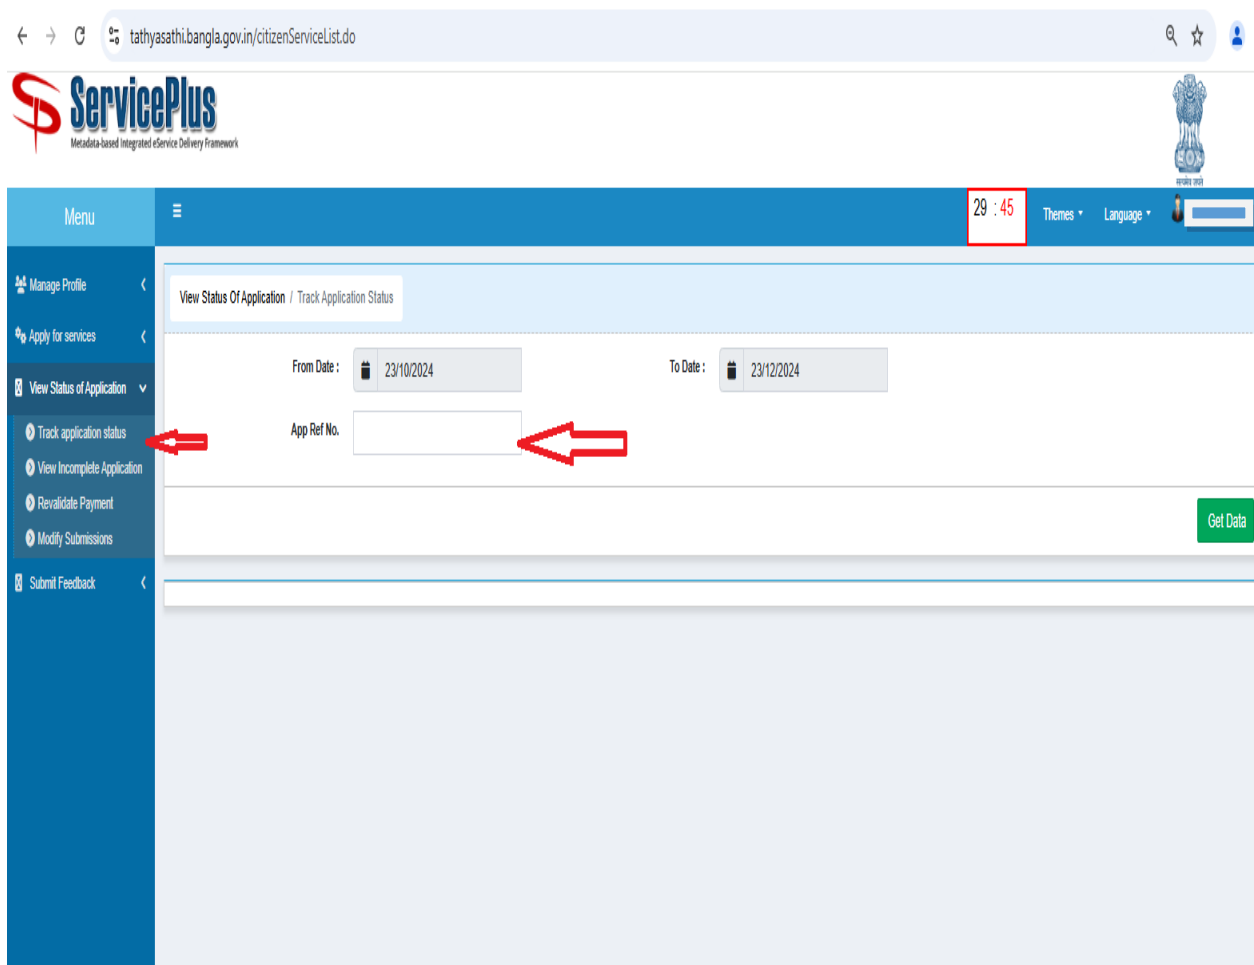 tathyasathi.bangla.gov.in/citizenServiceList.do
ServicePlus
Metadata-based Integrated eService Delivery Framework
सत्यमेव जयते
Menu
29 : 45
Themes
Language
Manage Profile
Apply for services
View Status of Application
Track application status
View Incomplete Application
Revalidate Payment
Modify Submissions
Submit Feedback
View Status Of Application / Track Application Status
From Date : 23/10/2024
To Date : 23/12/2024
App Ref No.
Get Data